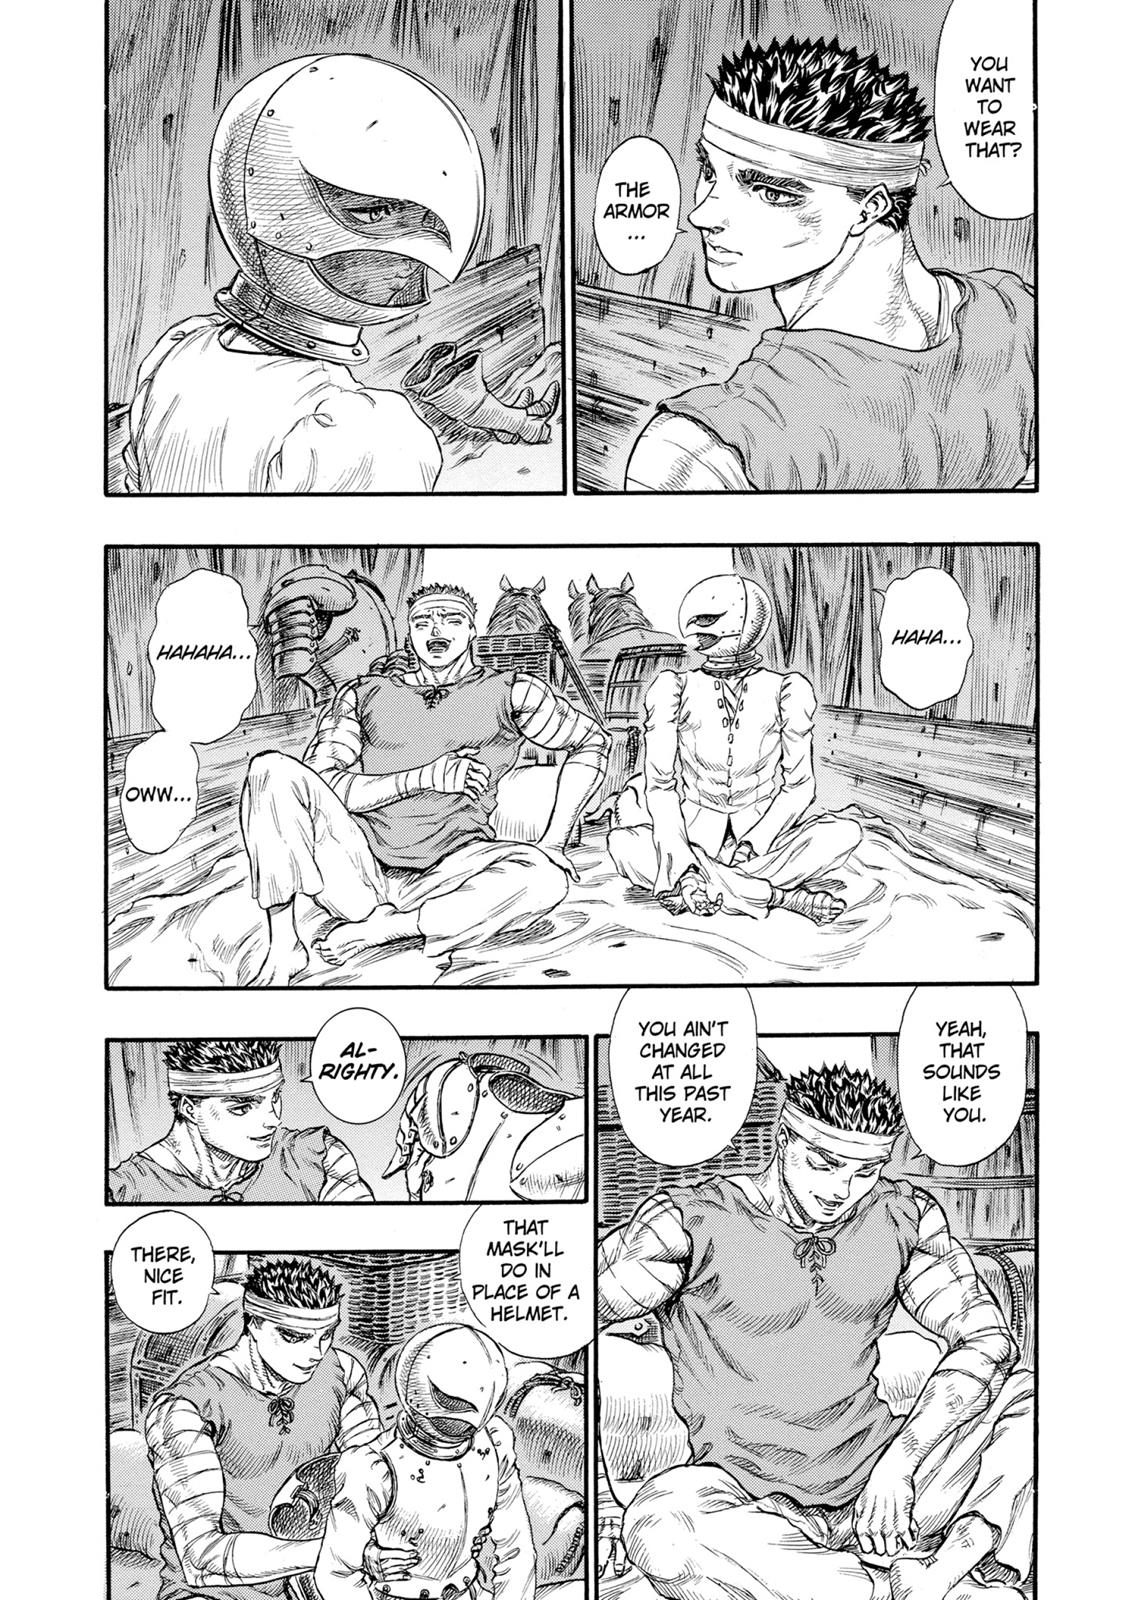 YOU
WANT
TO
WEAR
THAT?
THE
ARMOR
...
HAHA...
HAHAHA...
OWW...
YEAH,
THAT
SOUNDS
LIKE
YOU.
YOU AIN'T
CHANGED
AT ALL
THIS PAST
YEAR.
AL-
RIGHTY.
THAT
MASK'LL
DO IN
PLACE OF A
HELMET.
THERE,
NICE
FIT.